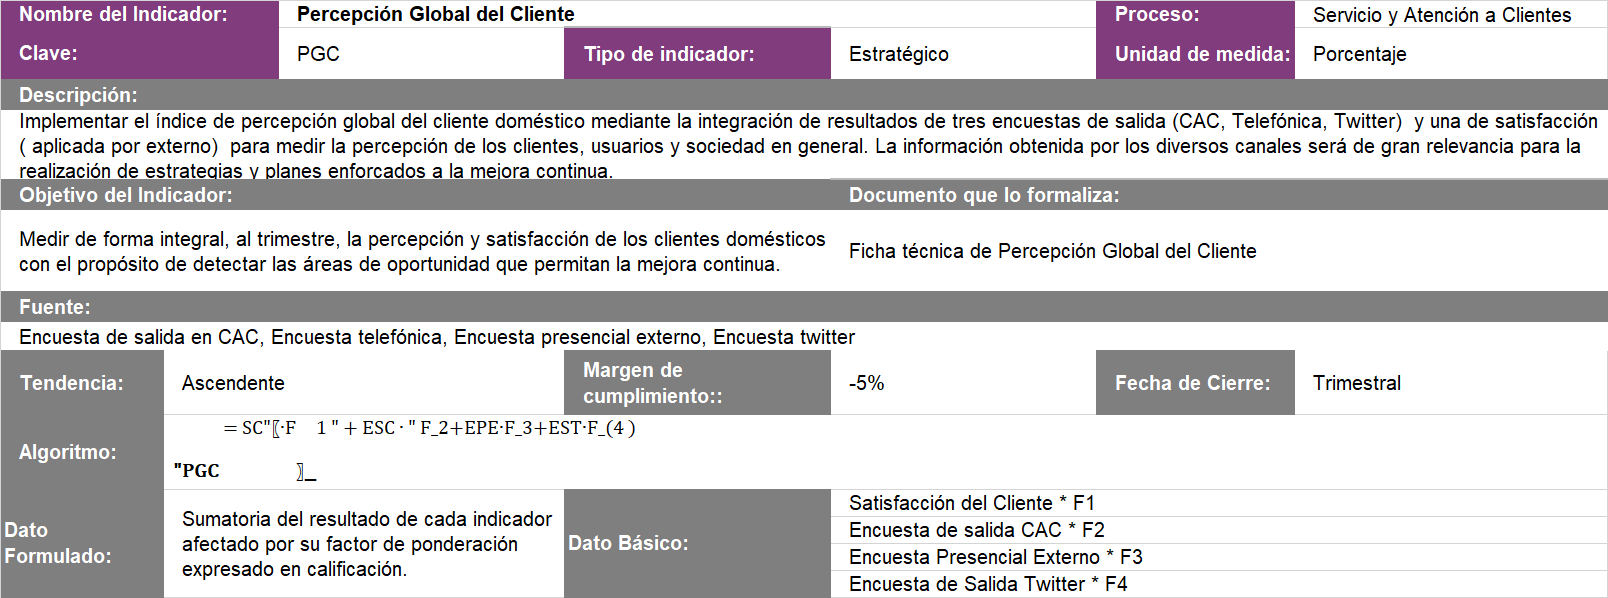 Nombre del Indicador: Percepción Global del Cliente Proceso: Servicio y Atención a Clientes
Clave: PGC Tipo de indicador: Estratégico Unidad de medida: Porcentaje
Descripción:
Implementar el índice de percepción global del cliente doméstico mediante la integración de resultados de tres encuestas de salida (CAC, Telefónica, Twitter) y una de satisfacción
( aplicada por externo) para medir la percepción de los clientes, usuarios y sociedad en general. La información obtenida por los diversos canales será de gran relevancia para la
realización de estrategias y planes enforcados a la mejora continua.
Objetivo del Indicador: Documento que lo formaliza:
Medir de forma integral, al trimestre, la percepción y satisfacción de los clientes domésticos
con el propósito de detectar las áreas de oportunidad que permitan la mejora continua.
Ficha técnica de Percepción Global del Cliente
Fuente:
Encuesta de salida en CAC, Encuesta telefónica, Encuesta presencial externo, Encuesta twitter
Tendencia: Ascendente
Margen de
cumplimiento::
-5%
Fecha de Cierre: Trimestral
Algoritmo:
= SC"〖·F 1 " + ESC · " F_2+EPE·F_3+EST·F_(4 )
"PGC 〗_
Dato
Formulado:
Sumatoria del resultado de cada indicador
afectado por su factor de ponderación
expresado en calificación.
Dato Básico:
Satisfacción del Cliente * F1
Encuesta de salida CAC * F2
Encuesta Presencial Externo * F3
Encuesta de Salida Twitter * F4